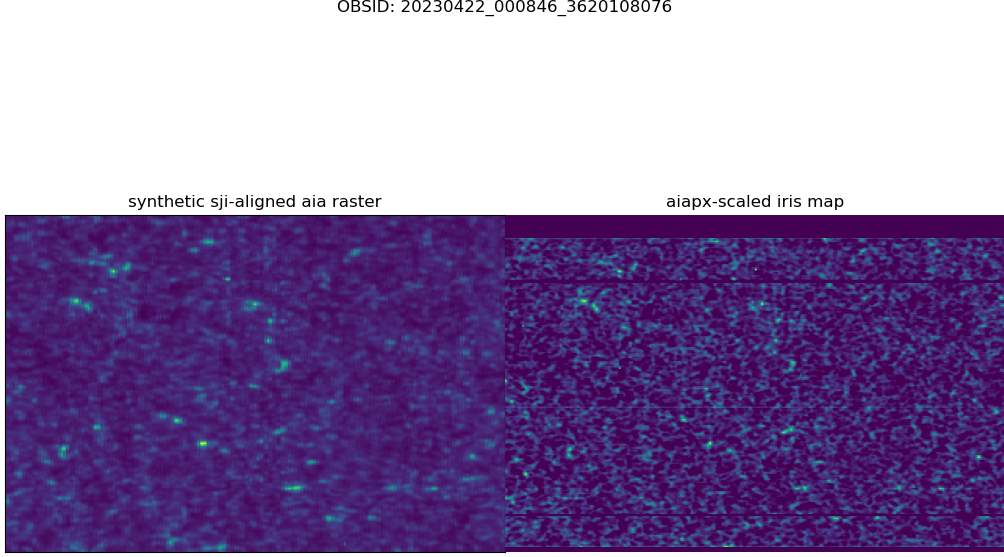 OBSID: 20230422_000846_3620108076
synthetic sji-aligned aia raster
aiapx-scaled iris map